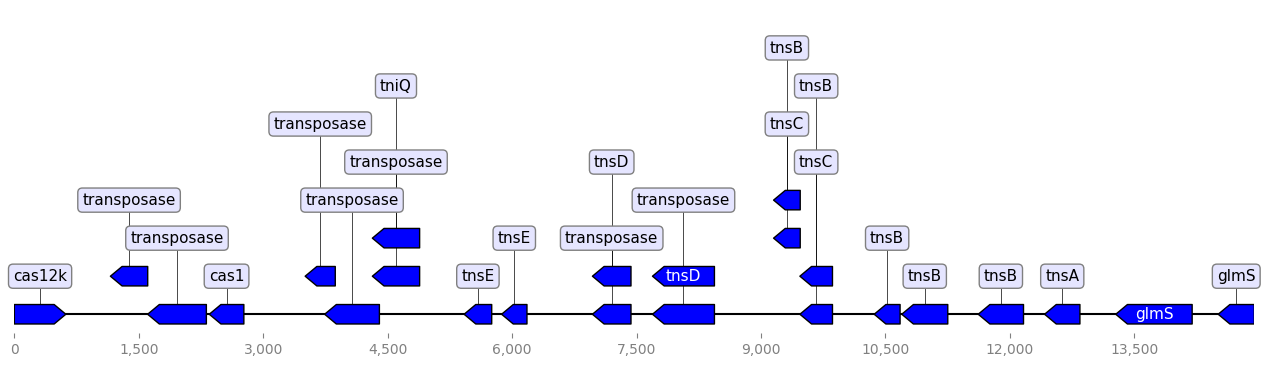 tnsB
tniQ
tnsB
transposase
tnsC
transposase
tnsD
tnsC
transposase
transposase
transposase
transposase
tnsE
transposase
tnsB
cas12k
cas1
tnsE
tnsD
tnsB
tnsB
tnsA
glmS
glmS
0
1,500
3,000
4,500
6,000
7,500
9,000
10,500
12,000
13,500